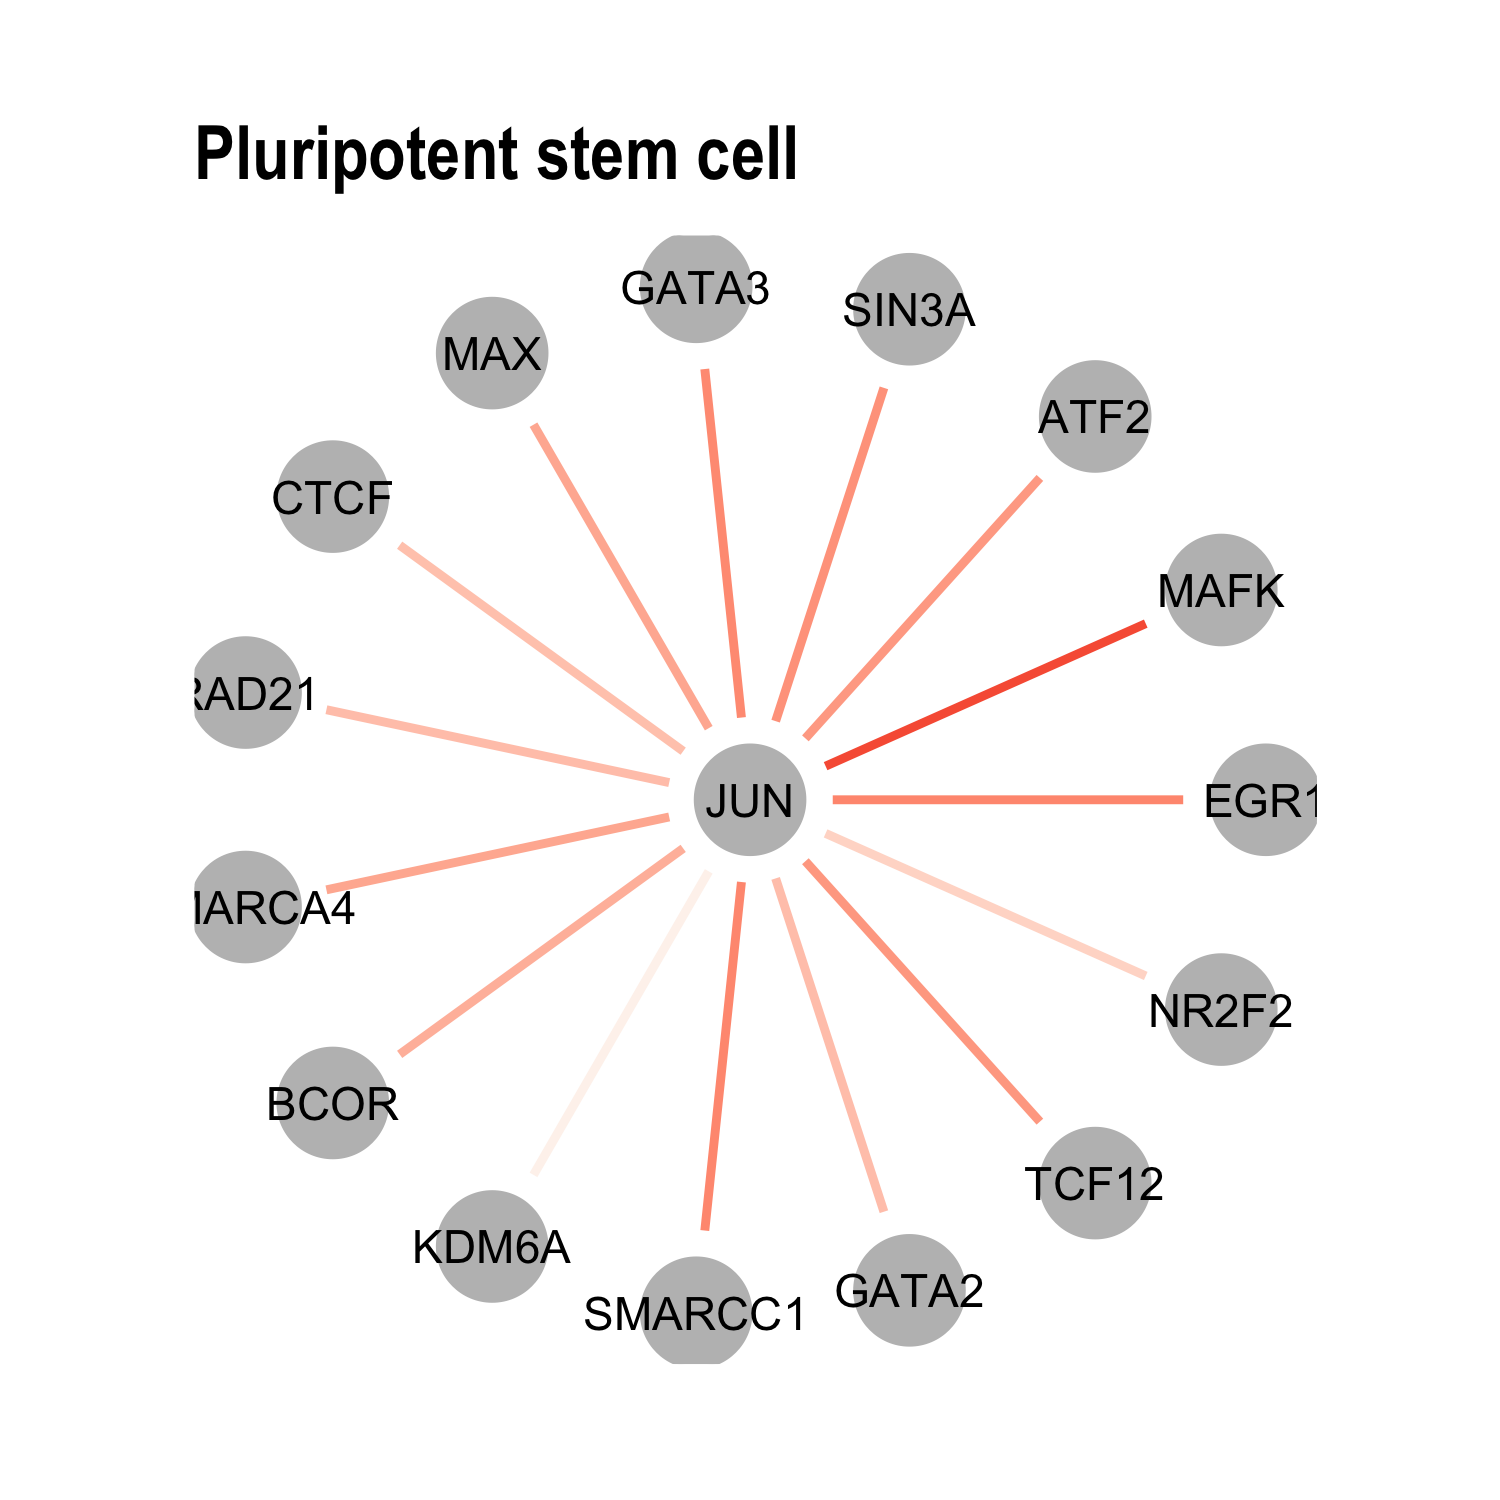 Pluripotent stem cell
GATA3
SIN3A
MAX
ATF2
CTCF
MAFK
RAD21
JUN
EGR1
MARCA4
NR2F2
BCOR
TCF12
KDM6A
GATA2
SMARCC1